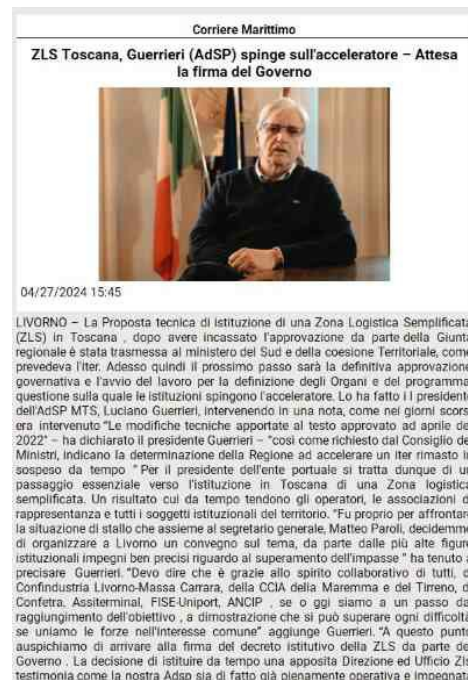 Corriere Marittimo
ZLS Toscana, Guerrieri (AdSP) spinge sull'acceleratore – Attesa
la firma del Governo
04/27/2024 15:45
LIVORNO – La Proposta tecnica di istituzione di una Zona Logistica Semplificata
(ZLS) in Toscana , dopo avere incassato l'approvazione da parte della Giunta
regionale è stata trasmessa al ministero del Sud e della coesione Territoriale, come
prevedeva l'iter. Adesso quindi il prossimo passo sarà la definitiva approvazione
governativa e l'avvio del lavoro per la definizione degli Organi e del programma,
questione sulla quale le istituzioni spingono l'acceleratore. Lo ha fatto i l presidente
dell'AdSP MTS, Luciano Guerrieri, intervenendo in una nota, come nei giorni scorsi
era intervenuto "Le modifiche tecniche apportate al testo approvato ad aprile del
2022" – ha dichiarato il presidente Guerrieri – "così come richiesto dal Consiglio dei
Ministri, indicano la determinazione della Regione ad accelerare un iter rimasto in
sospeso da tempo " Per il presidente dell'ente portuale si tratta dunque di un
passaggio essenziale verso l'istituzione in Toscana di una Zona logistica
semplificata. Un risultato cui da tempo tendono gli operatori, le associazioni di
rappresentanza e tutti i soggetti istituzionali del territorio. "Fu proprio per affrontare
la situazione di stallo che assieme al segretario generale, Matteo Paroli, decidemmo
di organizzare a Livorno un convegno sul tema, da parte dalle più alte figure
istituzionali impegni ben precisi riguardo al superamento dell'impasse " ha tenuto a
precisare Guerrieri. "Devo dire che è grazie allo spirito collaborativo di tutti, di
Confindustria Livorno-Massa Carrara, della CCIA della Maremma e del Tirreno, di
Confetra, Assiterminal, FISE-Uniport, ANCIP , se o ggi siamo a un passo dal
raggiungimento dell'obiettivo , a dimostrazione che si può superare ogni difficoltà
se uniamo le forze nell'interesse comune" aggiunge Guerrieri. "A questo punto
auspichiamo di arrivare alla firma del decreto istitutivo della ZLS da parte del
Governo . La decisione di istituire da tempo una apposita Direzione ed Ufficio Zls
testimonia come la nostra Adsp sia di fatto già pienamente operativa e impegnata